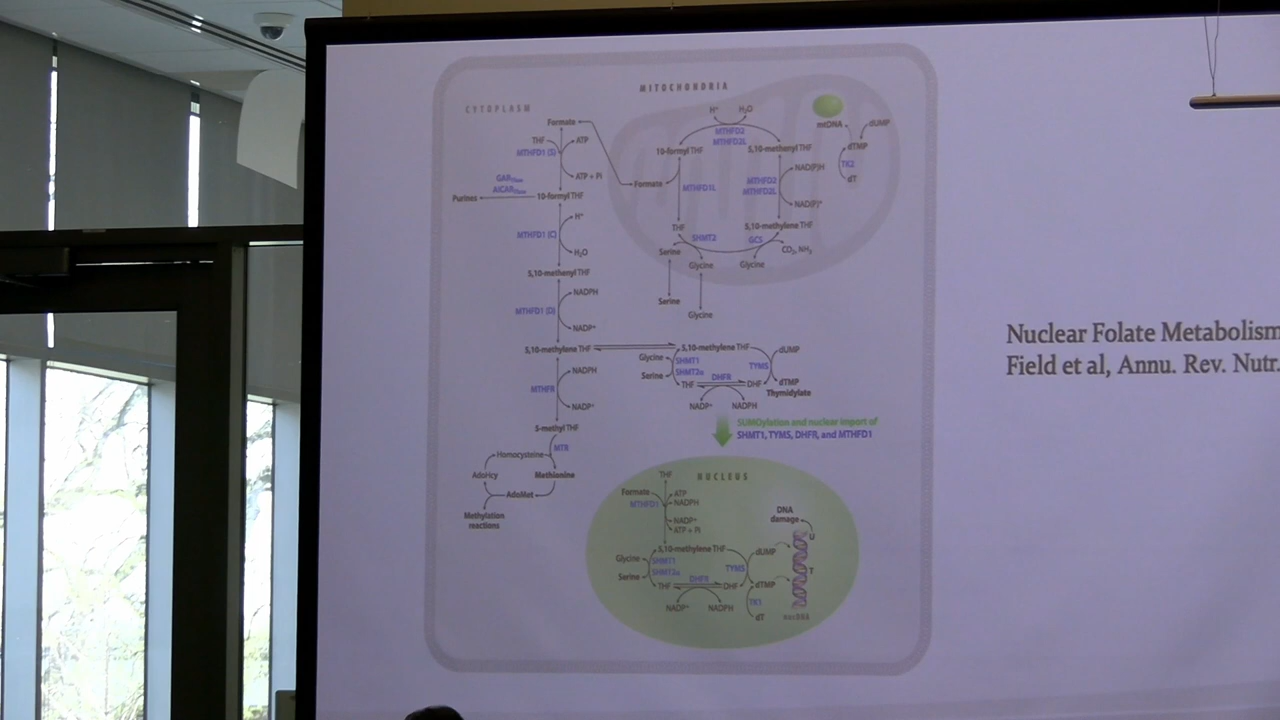 MITOCHONDRIA
CYTOPLASM
Formate
THF
ATP
MTHFD1 (S)
ATP + Pi
GARTfase
AICARTfase
Purines
10-formyl THF
H⁺
MTHFD1 (C)
H₂O
5,10-methenyl THF
NADPH
MTHFD1 (D)
NADP⁺
5,10-methylene THF
NADPH
MTHFR
NADP⁺
5-methyl THF
MTR
Homocysteine
AdoHcy
Methionine
AdoMet
Methylation
reactions
H⁺
H₂O
MTHFD2
MTHFD2L
10-formyl THF
5,10-methenyl THF
Formate
MTHFD1L
MTHFD2
MTHFD2L
NAD(P)H
NAD(P)⁺
THF
5,10-methylene THF
SHMT2
GCS
Serine
Glycine
Glycine
CO₂, NH₃
Serine
Glycine
mtDNA
dUMP
dTMP
TK2
dT
5,10-methylene THF
dUMP
Glycine
SHMT1
SHMT2α
Serine
TYMS
DHFR
THF
DHF
dTMP
Thymidylate
NADP⁺
NADPH
SUMOylation and nuclear import of
SHMT1, TYMS, DHFR, and MTHFD1
NUCLEUS
THF
Formate
ATP
NADPH
MTHFD1
NADP⁺
ATP + Pi
5,10-methylene THF
Glycine
SHMT1
SHMT2α
Serine
TYMS
DHFR
THF
DHF
NADP⁺
NADPH
dUMP
dTMP
TK1
dT
DNA
damage
U
T
nucDNA
Nuclear Folate Metabolism
Field et al, Annu. Rev. Nutr.